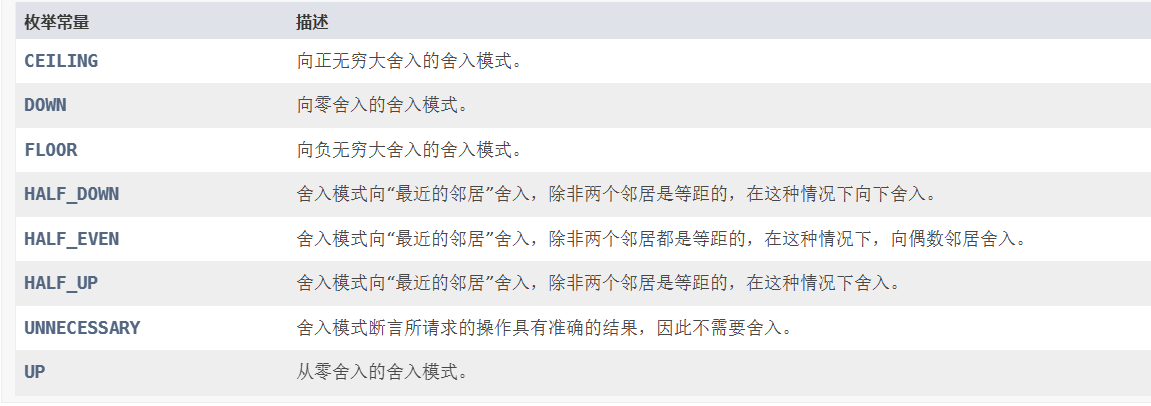 枚举常量 描述
CEILING 向正无穷大舍入的舍入模式。
DOWN 向零舍入的舍入模式。
FLOOR 向负无穷大舍入的舍入模式。
HALF_DOWN 舍入模式向“最近的邻居”舍入，除非两个邻居是等距的，在这种情况下向下舍入。
HALF_EVEN 舍入模式向“最近的邻居”舍入，除非两个邻居都是等距的，在这种情况下，向偶数邻居舍入。
HALF_UP 舍入模式向“最近的邻居”舍入，除非两个邻居是等距的，在这种情况下舍入。
UNNECESSARY 舍入模式断言所请求的操作具有准确的结果，因此不需要舍入。
UP 从零舍入的舍入模式。